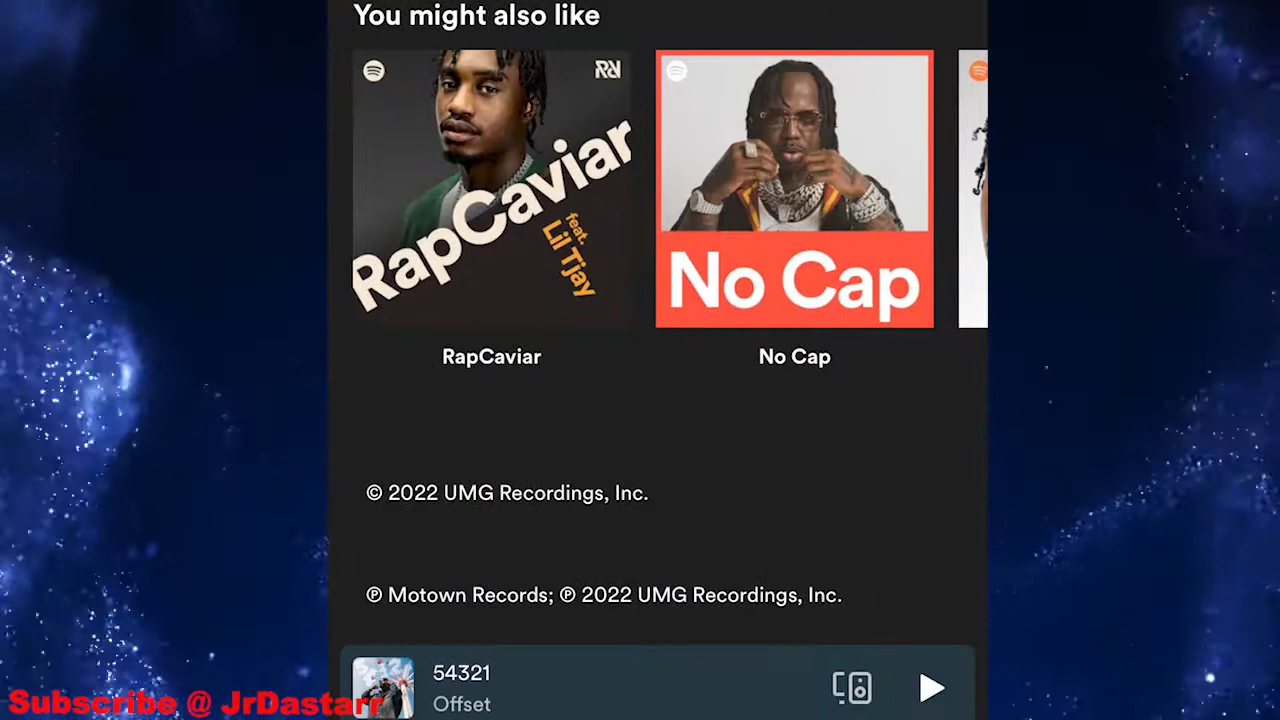 You might also like
RapCaviar
feat.
Lil Tjay
No Cap
RapCaviar
No Cap
© 2022 UMG Recordings, Inc.
℗ Motown Records; ℗ 2022 UMG Recordings, Inc.
54321
Offset
Subscribe @ JrDastarr